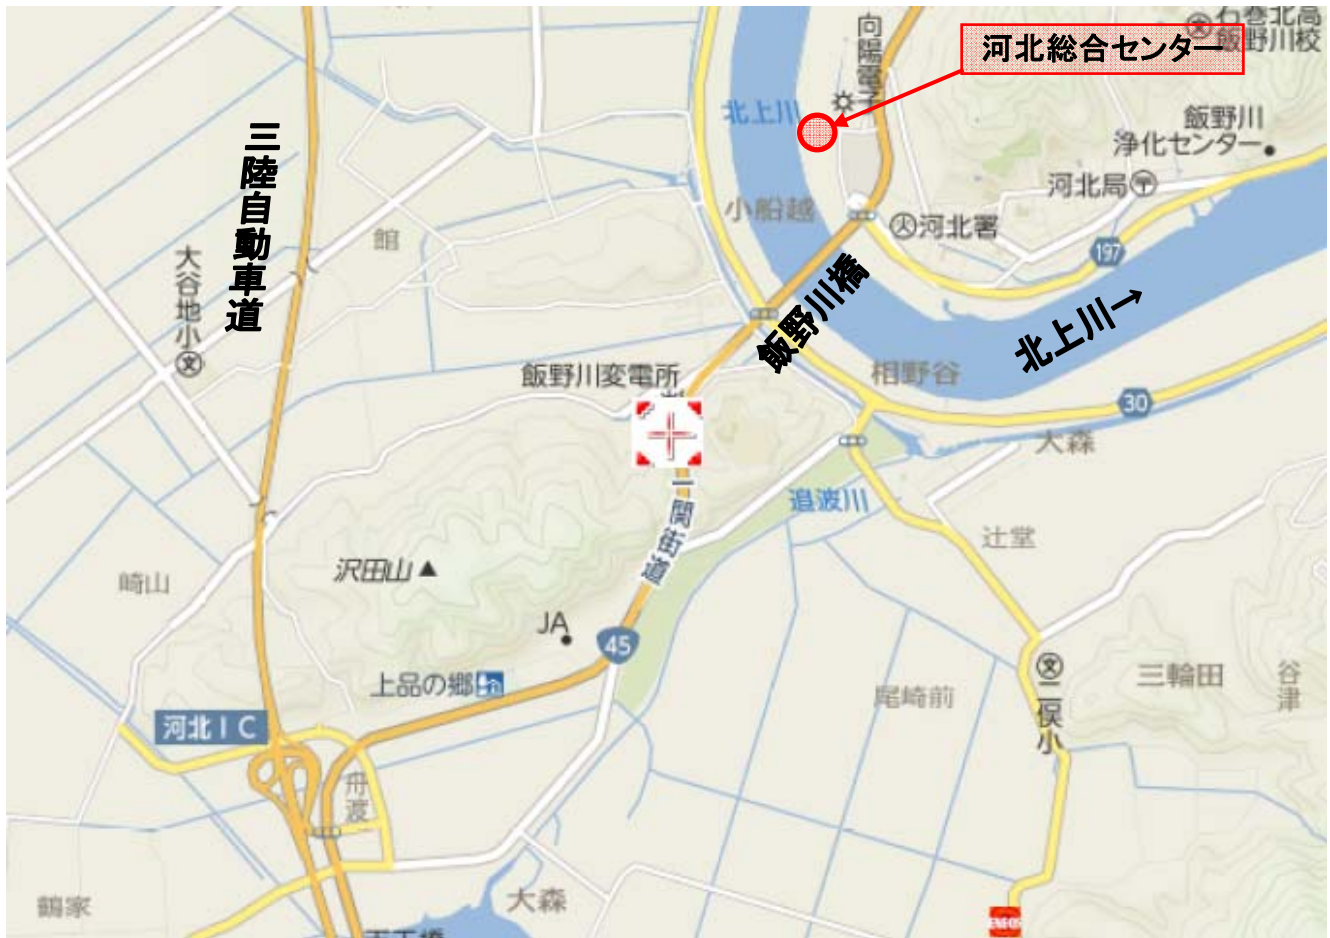 石巻北高
飯野川校
向陽電子
河北総合センター
北上川
飯野川
浄化センター
三陸自動車道
河北局
小船越
河北署
館
197
大谷地小
飯野川橋
北上川→
飯野川変電所
相野谷
30
大森
追波川
一関街道
辻堂
沢田山
崎山
JA
45
上品の郷
三輪田
谷津
尾崎前
二俣小
河北IC
舟渡
大森
鶴家
ENEOS